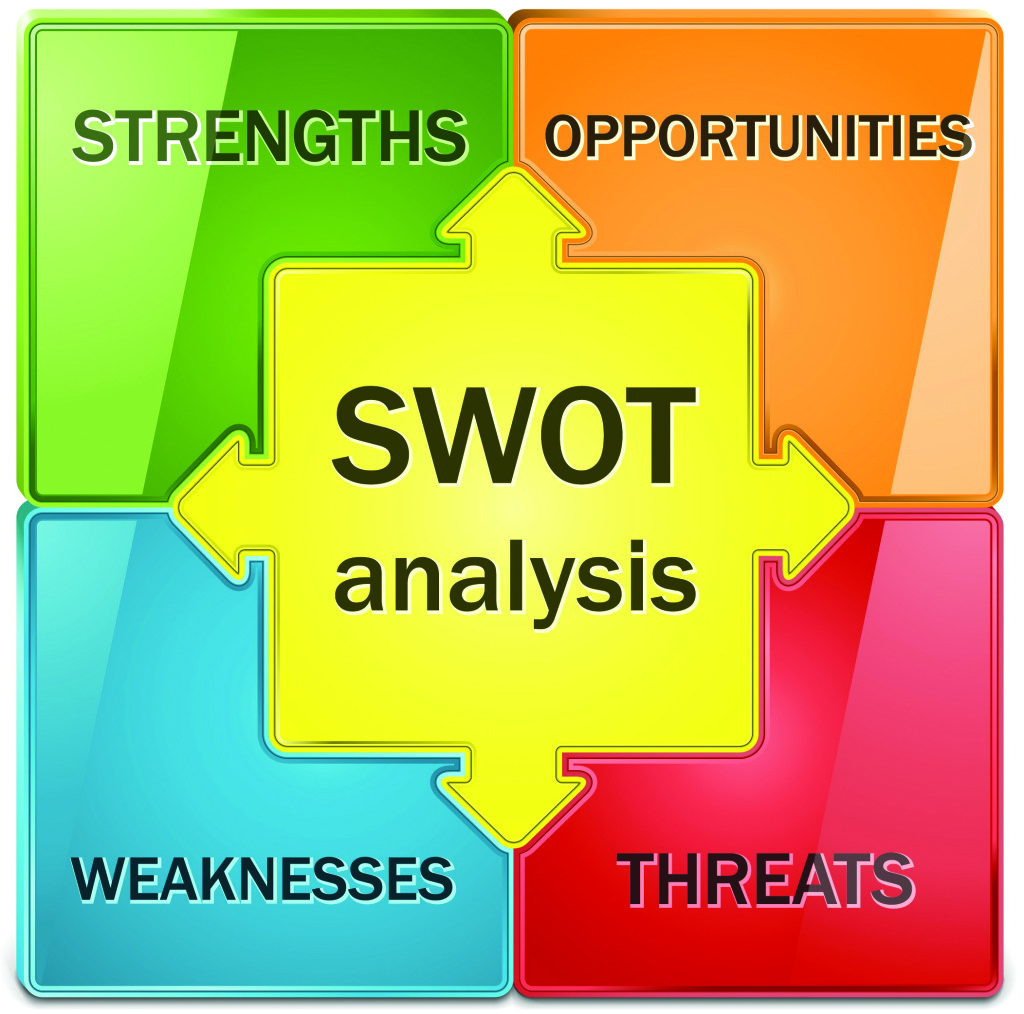 STRENGTHS
OPPORTUNITIES
SWOT
analysis
WEAKNESSES
THREATS